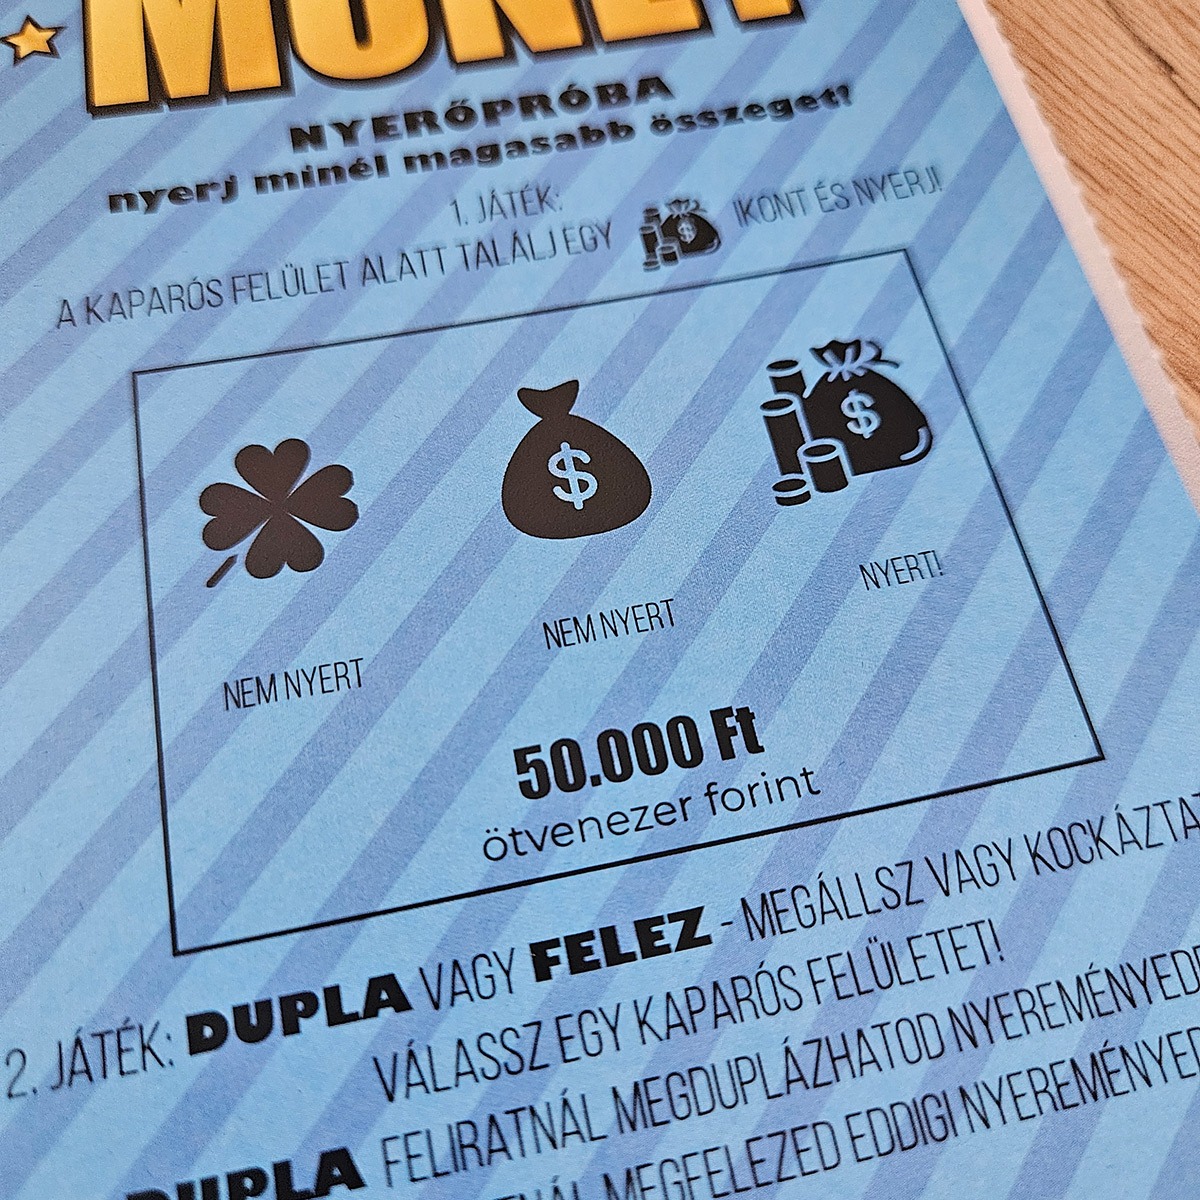 MONEY
NYERŐPRÓBA
nyerj minél magasabb összeget!
1. JÁTÉK:
A KAPARÓS FELÜLET ALATT TALÁLJ EGY IKONT ÉS NYERJ!
NEM NYERT
NEM NYERT
NYERT!
50.000 Ft
ötvenezer forint
2. JÁTÉK: DUPLA VAGY FELEZ - MEGÁLLSZ VAGY KOCKÁZTAT
VÁLASSZ EGY KAPARÓS FELÜLETET!
DUPLA FELIRATNÁL MEGDUPLÁZHATOD NYEREMÉNYED
MEGFELEZED EDDIGI NYEREMÉNYED